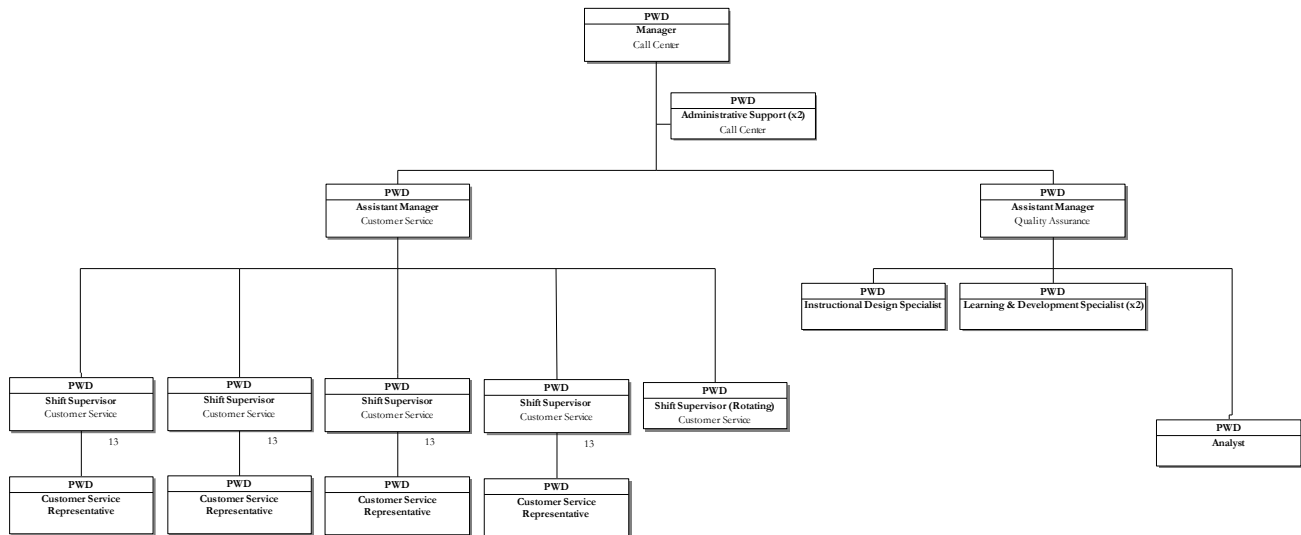 PWD
Manager
Call Center
PWD
Administrative Support (x2)
Call Center
PWD
Assistant Manager
Customer Service
PWD
Assistant Manager
Quality Assurance
PWD
Instructional Design Specialist
PWD
Learning & Development Specialist (x2)
PWD
Shift Supervisor
Customer Service
13
PWD
Shift Supervisor
Customer Service
13
PWD
Shift Supervisor
Customer Service
13
PWD
Shift Supervisor
Customer Service
13
PWD
Shift Supervisor (Rotating)
Customer Service
PWD
Analyst
PWD
Customer Service
Representative
PWD
Customer Service
Representative
PWD
Customer Service
Representative
PWD
Customer Service
Representative